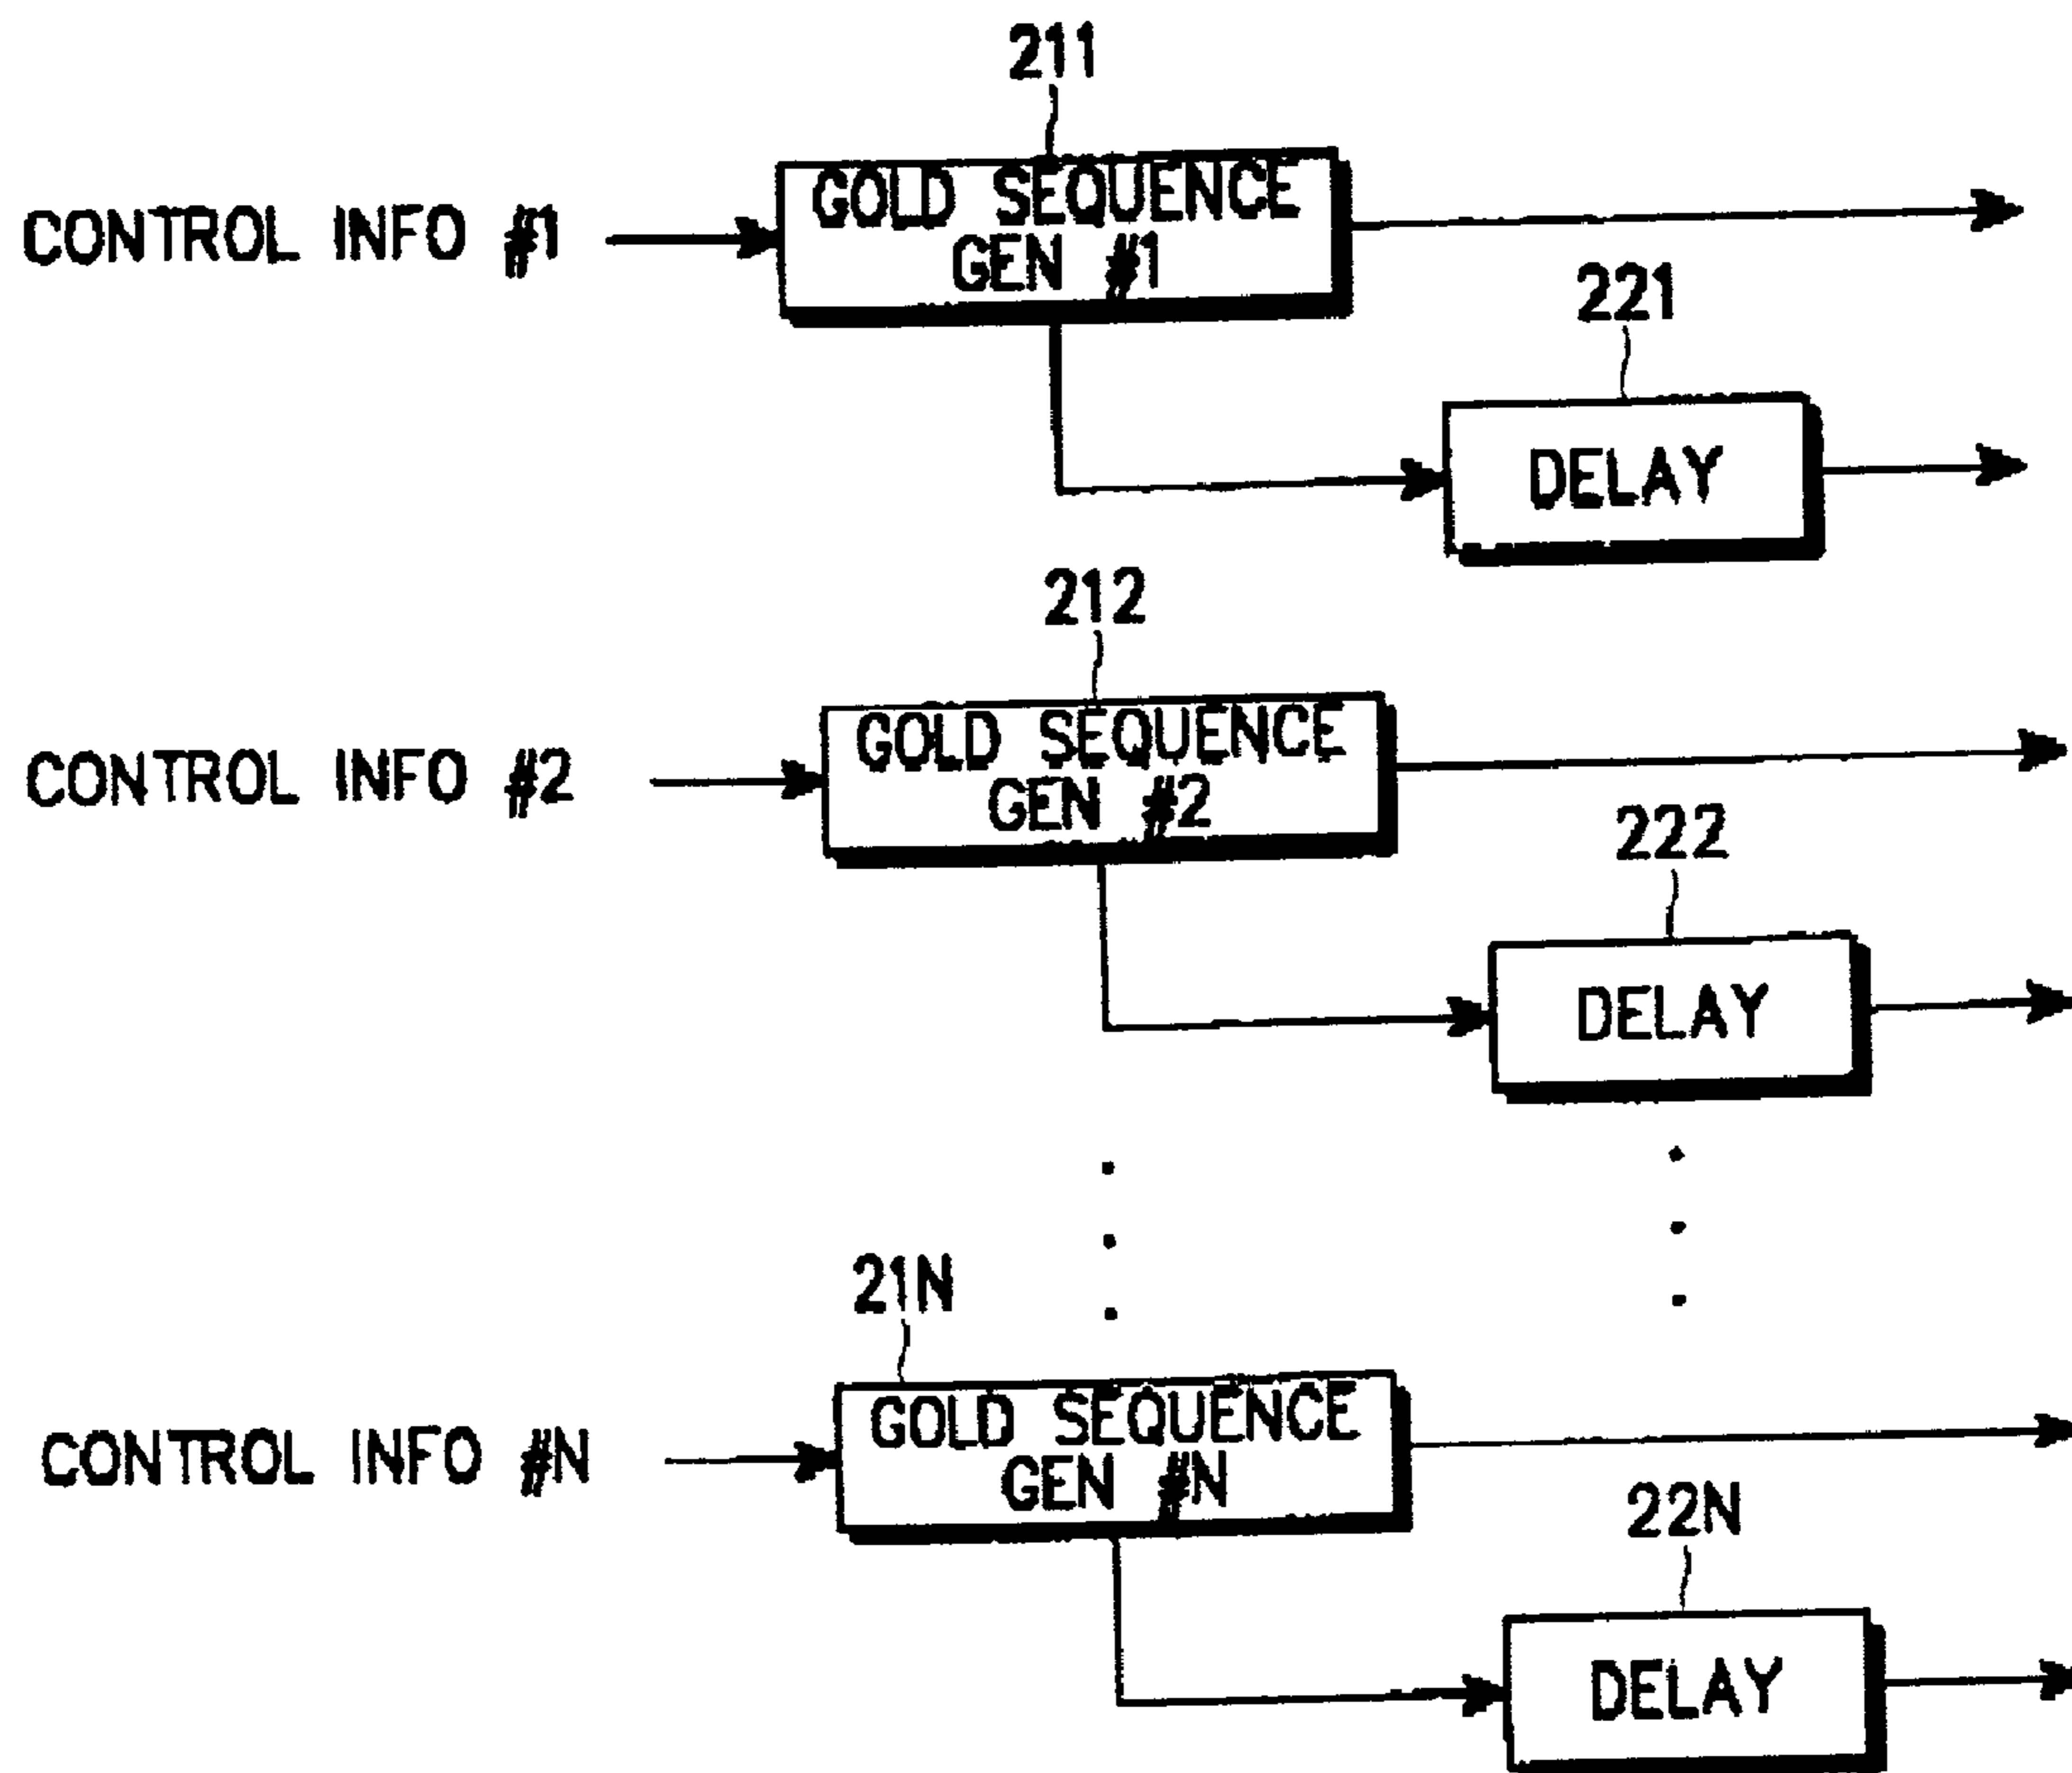 211
GOLD SEQUENCE
GEN #1
CONTROL INFO #1
221
DELAY
212
GOLD SEQUENCE
GEN #2
CONTROL INFO #2
222
DELAY
21N
GOLD SEQUENCE
GEN #N
CONTROL INFO #N
22N
DELAY